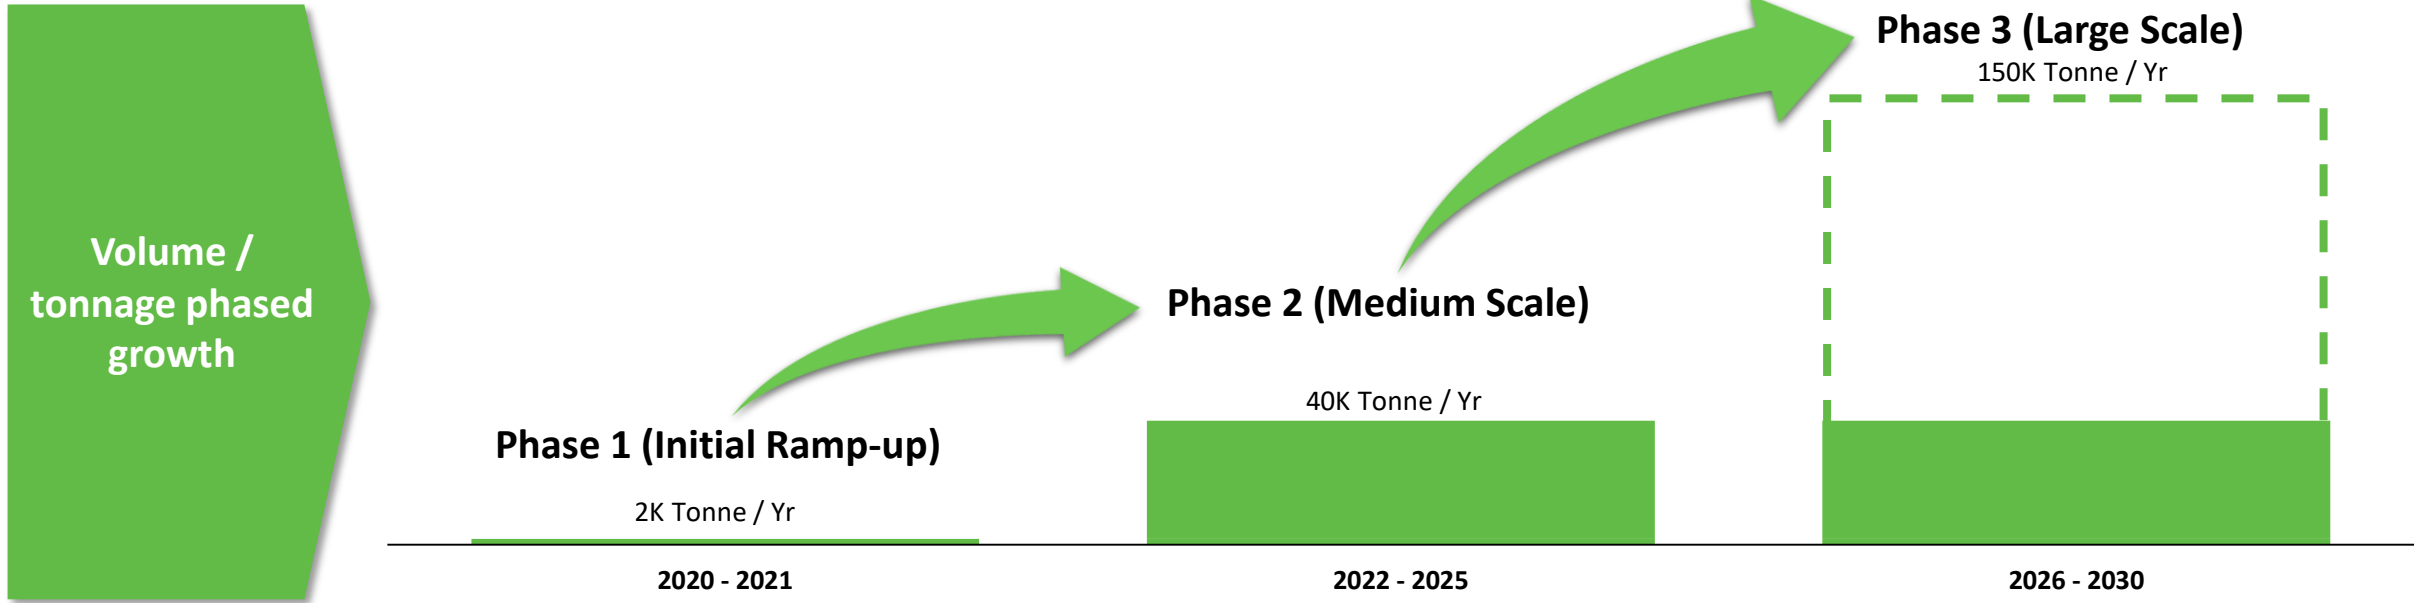 Volume /
tonnage phased
growth
Phase 1 (Initial Ramp-up)
2K Tonne / Yr
2020 - 2021
Phase 2 (Medium Scale)
40K Tonne / Yr
2022 - 2025
Phase 3 (Large Scale)
150K Tonne / Yr
2026 - 2030